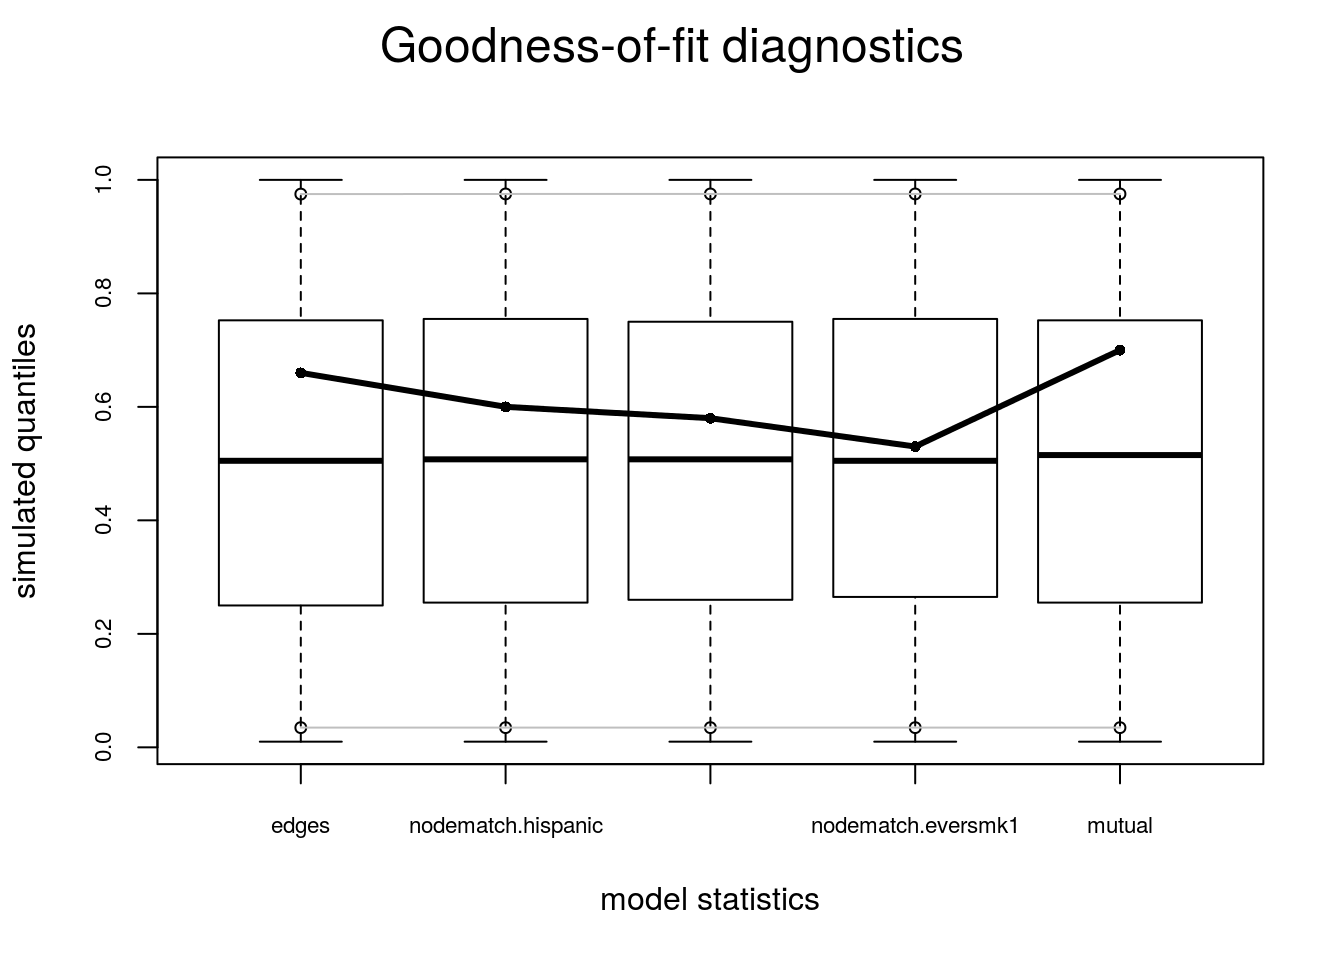 Goodness-of-fit diagnostics
simulated quantiles
1.0
0.8
0.6
0.4
0.2
0.0
edges nodematch.hispanic nodematch.eversmk1 mutual
model statistics